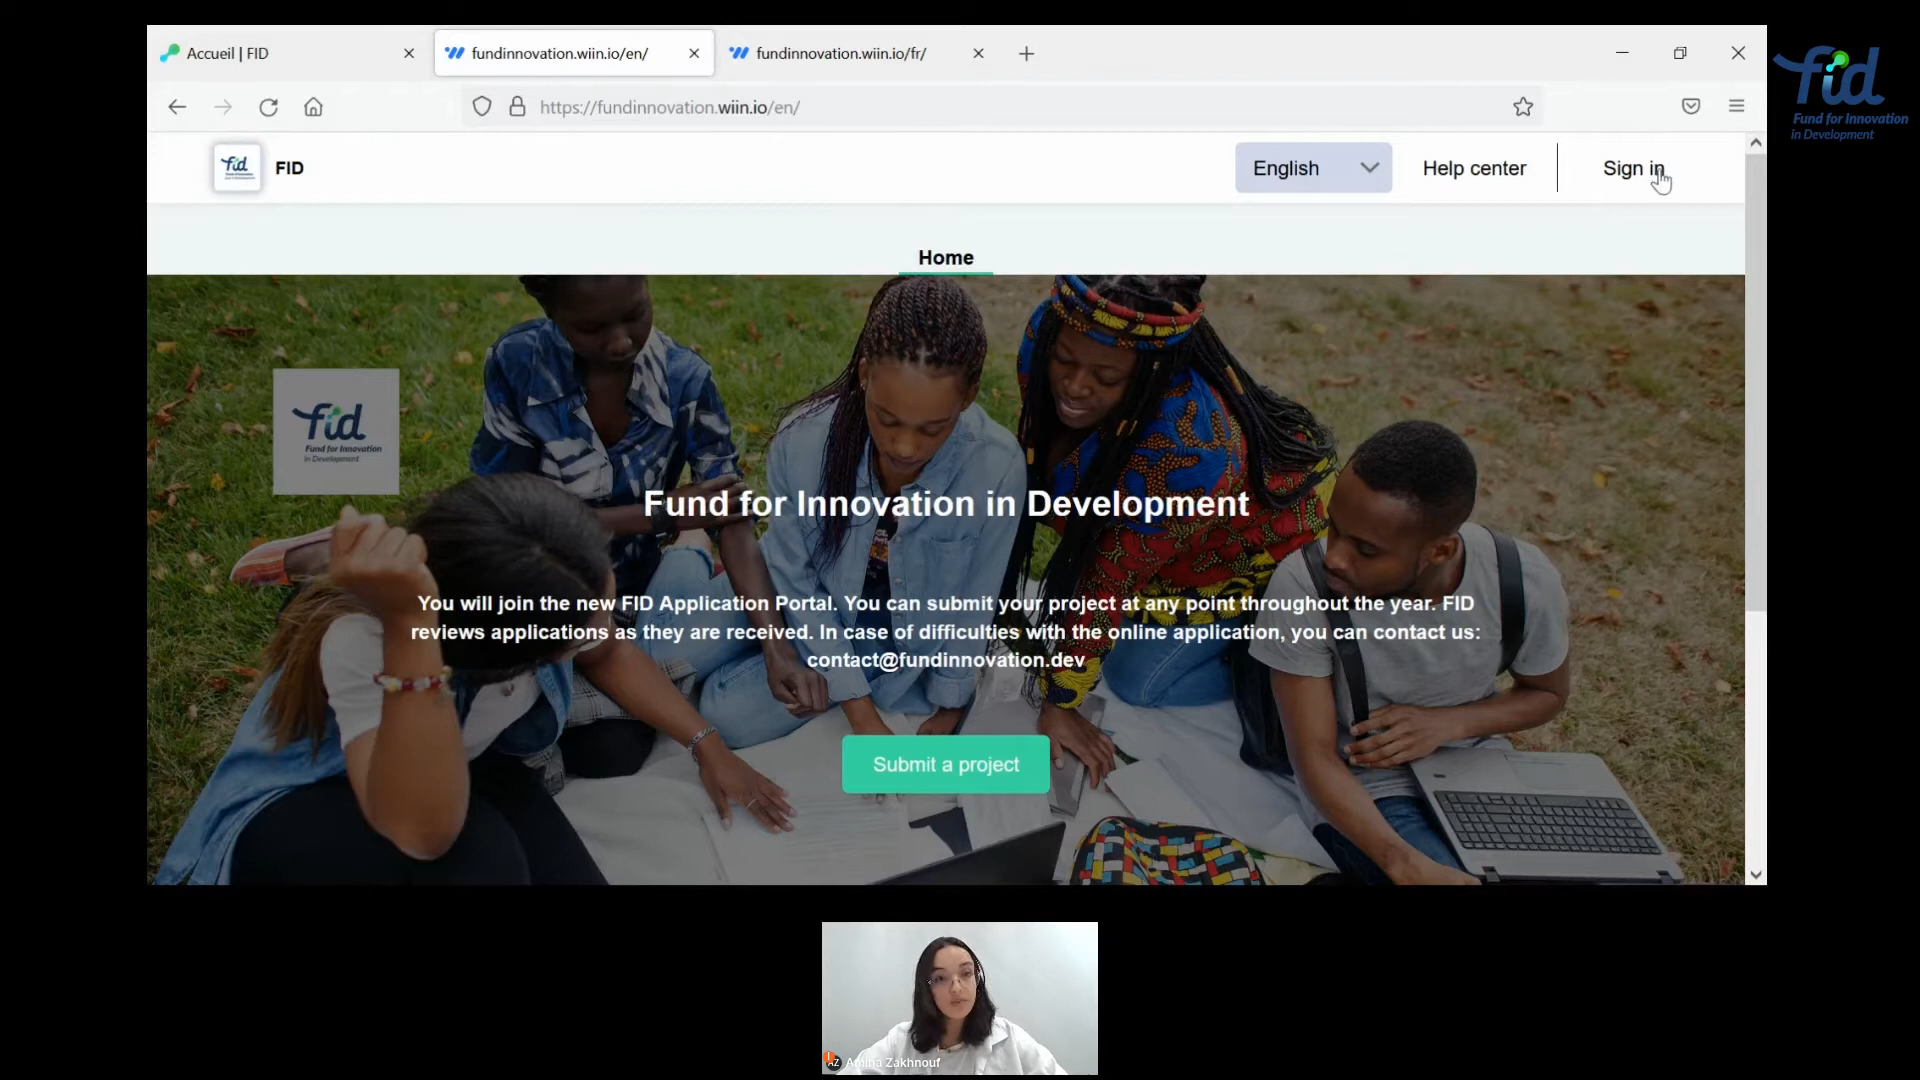 Accueil | FID
fundinnovation.wiin.io/en/
fundinnovation.wiin.io/fr/
https://fundinnovation.wiin.io/en/
fid
Fund for Innovation
in Development
fid
FID
English
Help center
Sign in
Home
fid
Fund for Innovation
in Development
Fund for Innovation in Development
You will join the new FID Application Portal. You can submit your project at any point throughout the year. FID
reviews applications as they are received. In case of difficulties with the online application, you can contact us:
contact@fundinnovation.dev
Submit a project
AZ
Amina Zakhnouf